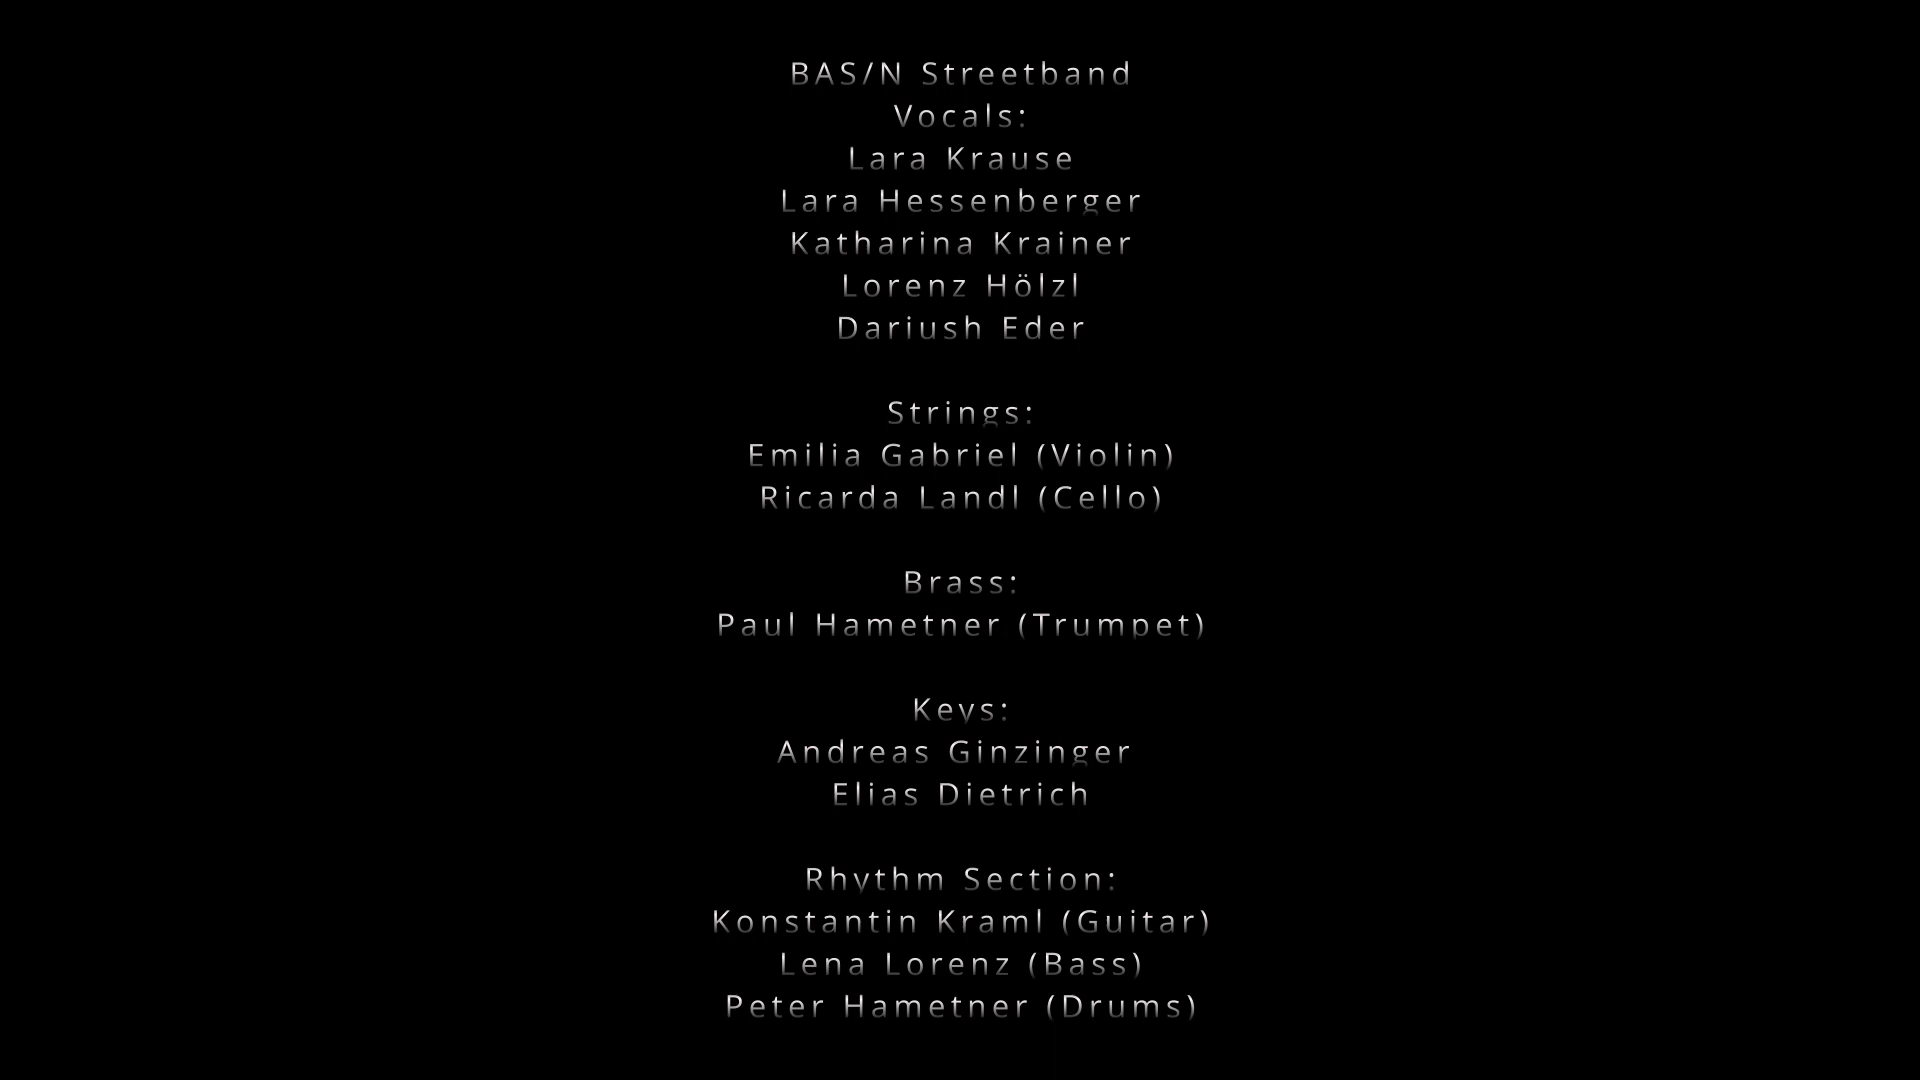 BAS/N Streetband
Vocals:
Lara Krause
Lara Hessenberger
Katharina Krainer
Lorenz Hölzl
Dariush Eder
Strings:
Emilia Gabriel (Violin)
Ricarda Landl (Cello)
Brass:
Paul Hametner (Trumpet)
Keys:
Andreas Ginzinger
Elias Dietrich
Rhythm Section:
Konstantin Kraml (Guitar)
Lena Lorenz (Bass)
Peter Hametner (Drums)